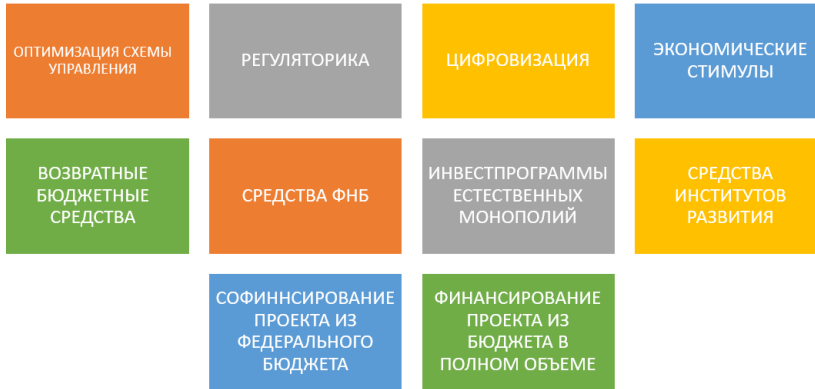 ОПТИМИЗАЦИЯ СХЕМЫ
УПРАВЛЕНИЯ
РЕГУЛЯТОРИКА
ЦИФРОВИЗАЦИЯ
ЭКОНОМИЧЕСКИЕ
СТИМУЛЫ
ВОЗВРАТНЫЕ
БЮДЖЕТНЫЕ
СРЕДСТВА
СРЕДСТВА ФНБ
ИНВЕСТПРОГРАММЫ
ЕСТЕСТВЕННЫХ
МОНОПОЛИЙ
СРЕДСТВА
ИНСТИТУТОВ
РАЗВИТИЯ
СОФИННСИРОВАНИЕ
ПРОЕКТА ИЗ
ФЕДЕРАЛЬНОГО
БЮДЖЕТА
ФИНАНСИРОВАНИЕ
ПРОЕКТА ИЗ
БЮДЖЕТА В
ПОЛНОМ ОБЪЕМЕ